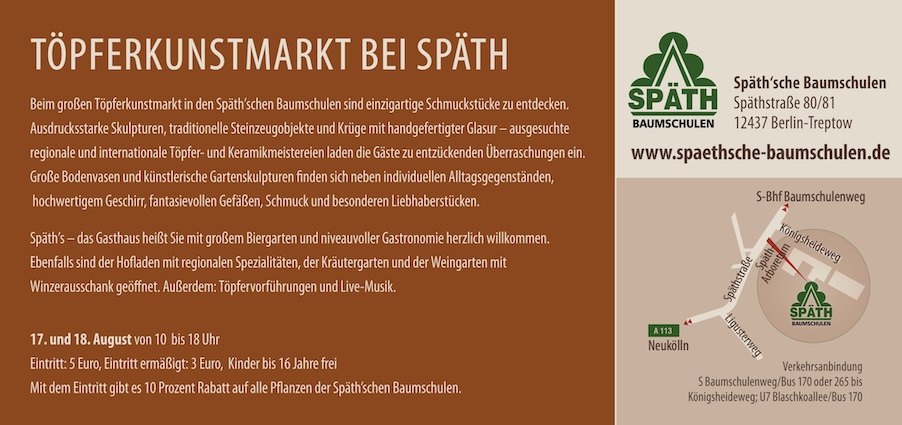 TÖPFERKUNSTMARKT BEI SPÄTH
Beim großen Töpferkunstmarkt in den Späth'schen Baumschulen sind einzigartige Schmuckstücke zu entdecken.
Ausdrucksstarke Skulpturen, traditionelle Steinzeugobjekte und Krüge mit handgefertigter Glasur – ausgesuchte
regionale und internationale Töpfer- und Keramikmeistereien laden die Gäste zu entzückenden Überraschungen ein.
Große Bodenvasen und künstlerische Gartenskulpturen finden sich neben individuellen Alltagsgegenständen,
hochwertigem Geschirr, fantasievollen Gefäßen, Schmuck und besonderen Liebhaberstücken.
Späth's – das Gasthaus heißt Sie mit großem Biergarten und niveauvoller Gastronomie herzlich willkommen.
Ebenfalls sind der Hofladen mit regionalen Spezialitäten, der Kräutergarten und der Weingarten mit
Winzerausschank geöffnet. Außerdem: Töpfervorführungen und Live-Musik.
17. und 18. August von 10 bis 18 Uhr
Eintritt: 5 Euro, Eintritt ermäßigt: 3 Euro, Kinder bis 16 Jahre frei
Mit dem Eintritt gibt es 10 Prozent Rabatt auf alle Pflanzen der Späth'schen Baumschulen.
SPÄTH
BAUMSCHULEN
Späth'sche Baumschulen
Späthstraße 80/81
12437 Berlin-Treptow
www.spaethsche-baumschulen.de
S-Bhf Baumschulenweg
Königsheideweg
Späth-
Arboretum
Späthstraße
SPÄTH
BAUMSCHULEN
A 113
Neukölln
Ligusterweg
Verkehrsanbindung
S Baumschulenweg/Bus 170 oder 265 bis
Königsheideweg; U7 Blaschkoallee/Bus 170